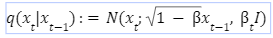 q(x_t|x_{t-1}) := N(x_t; √(1 − β)x_{t-1}, β_t I)